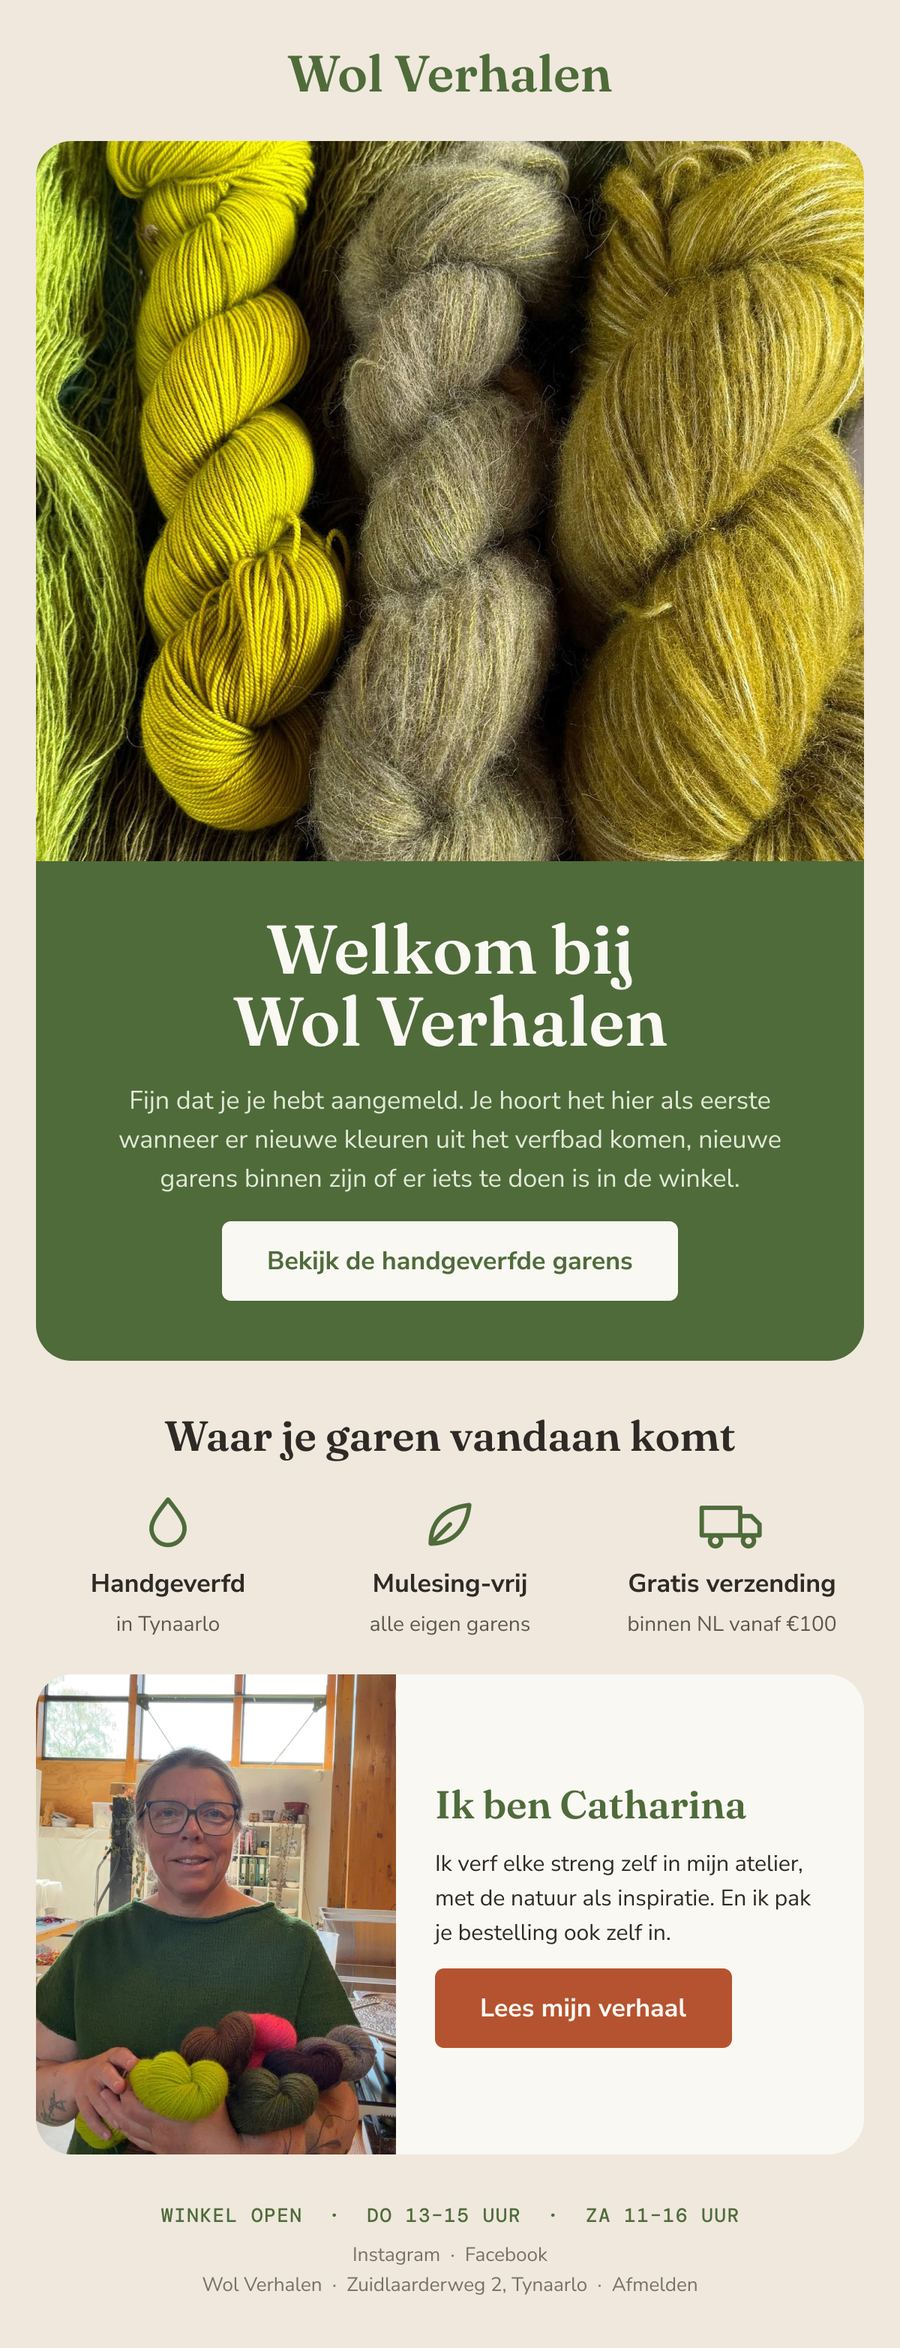 Wol Verhalen
Welkom bij
Wol Verhalen
Fijn dat je je hebt aangemeld. Je hoort het hier als eerste
wanneer er nieuwe kleuren uit het verfbad komen, nieuwe
garens binnen zijn of er iets te doen is in de winkel.
Bekijk de handgeverfde garens
Waar je garen vandaan komt
Handgeverfd
in Tynaarlo
Mulesing-vrij
alle eigen garens
Gratis verzending
binnen NL vanaf €100
Ik ben Catharina
Ik verf elke streng zelf in mijn atelier,
met de natuur als inspiratie. En ik pak
je bestelling ook zelf in.
Lees mijn verhaal
WINKEL OPEN · DO 13–15 UUR · ZA 11–16 UUR
Instagram · Facebook
Wol Verhalen · Zuidlaarderweg 2, Tynaarlo · Afmelden